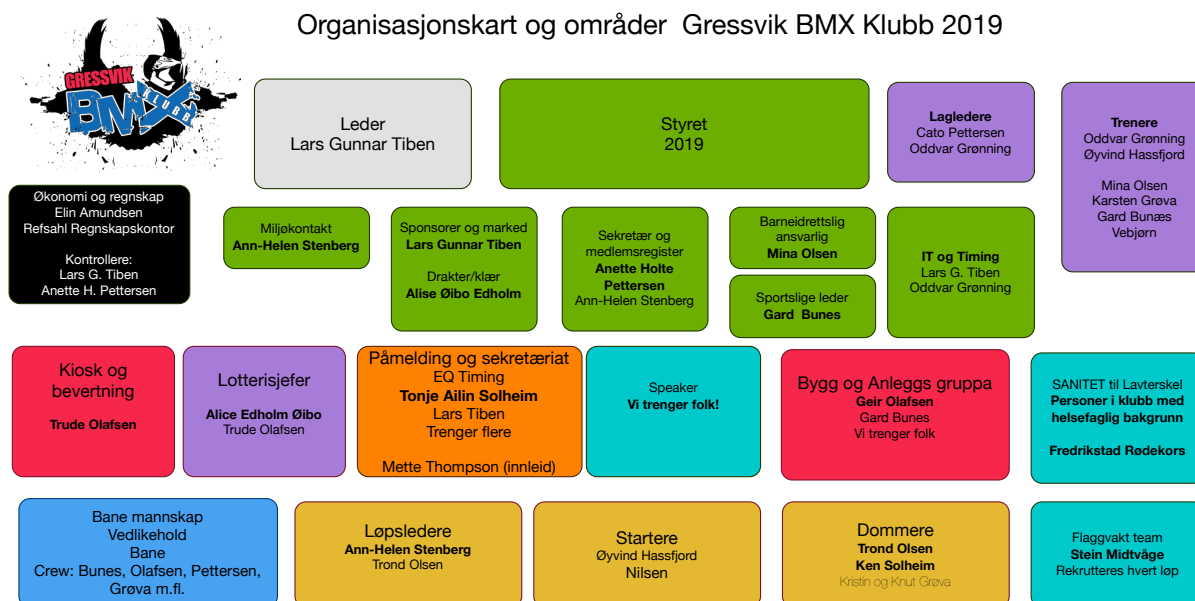 Organisasjonskart og områder  Gressvik BMX Klubb 2019
GRESSVIK
BMX
KLUBB
Leder
Lars Gunnar Tiben
Styret
2019
Lagledere
Cato Pettersen
Oddvar Grønning
Trenere
Oddvar Grønning
Øyvind Hassfjord
Mina Olsen
Karsten Grøva
Gard Bunæs
Vebjørn
Økonomi og regnskap
Elin Amundsen
Refsahl Regnskapskontor
Kontrollere:
Lars G. Tiben
Anette H. Pettersen
Miljøkontakt
Ann-Helen Stenberg
Sponsorer og marked
Lars Gunnar Tiben
Drakter/klær
Alise Øibo Edholm
Sekretær og
medlemsregister
Anette Holte
Pettersen
Ann-Helen Stenberg
Barneidrettslig
ansvarlig
Mina Olsen
Sportslige leder
Gard  Bunes
IT og Timing
Lars G. Tiben
Oddvar Grønning
Kiosk og
bevertning
Trude Olafsen
Lotterisjefer
Alice Edholm Øibo
Trude Olafsen
Påmelding og sekretæriat
EQ Timing
Tonje Ailin Solheim
Lars Tiben
Trenger flere
Mette Thompson (innleid)
Speaker
Vi trenger folk!
Bygg og Anleggs gruppa
Geir Olafsen
Gard Bunes
Vi trenger folk
SANITET til Lavterskel
Personer i klubb med
helsefaglig bakgrunn
Fredrikstad Rødekors
Bane mannskap
Vedlikehold
Bane
Crew: Bunes, Olafsen, Pettersen,
Grøva m.fl.
Løpsledere
Ann-Helen Stenberg
Trond Olsen
Startere
Øyvind Hassfjord
Nilsen
Dommere
Trond Olsen
Ken Solheim
Kristin og Knut Grøva
Flaggvakt team
Stein Midtvåge
Rekrutteres hvert løp